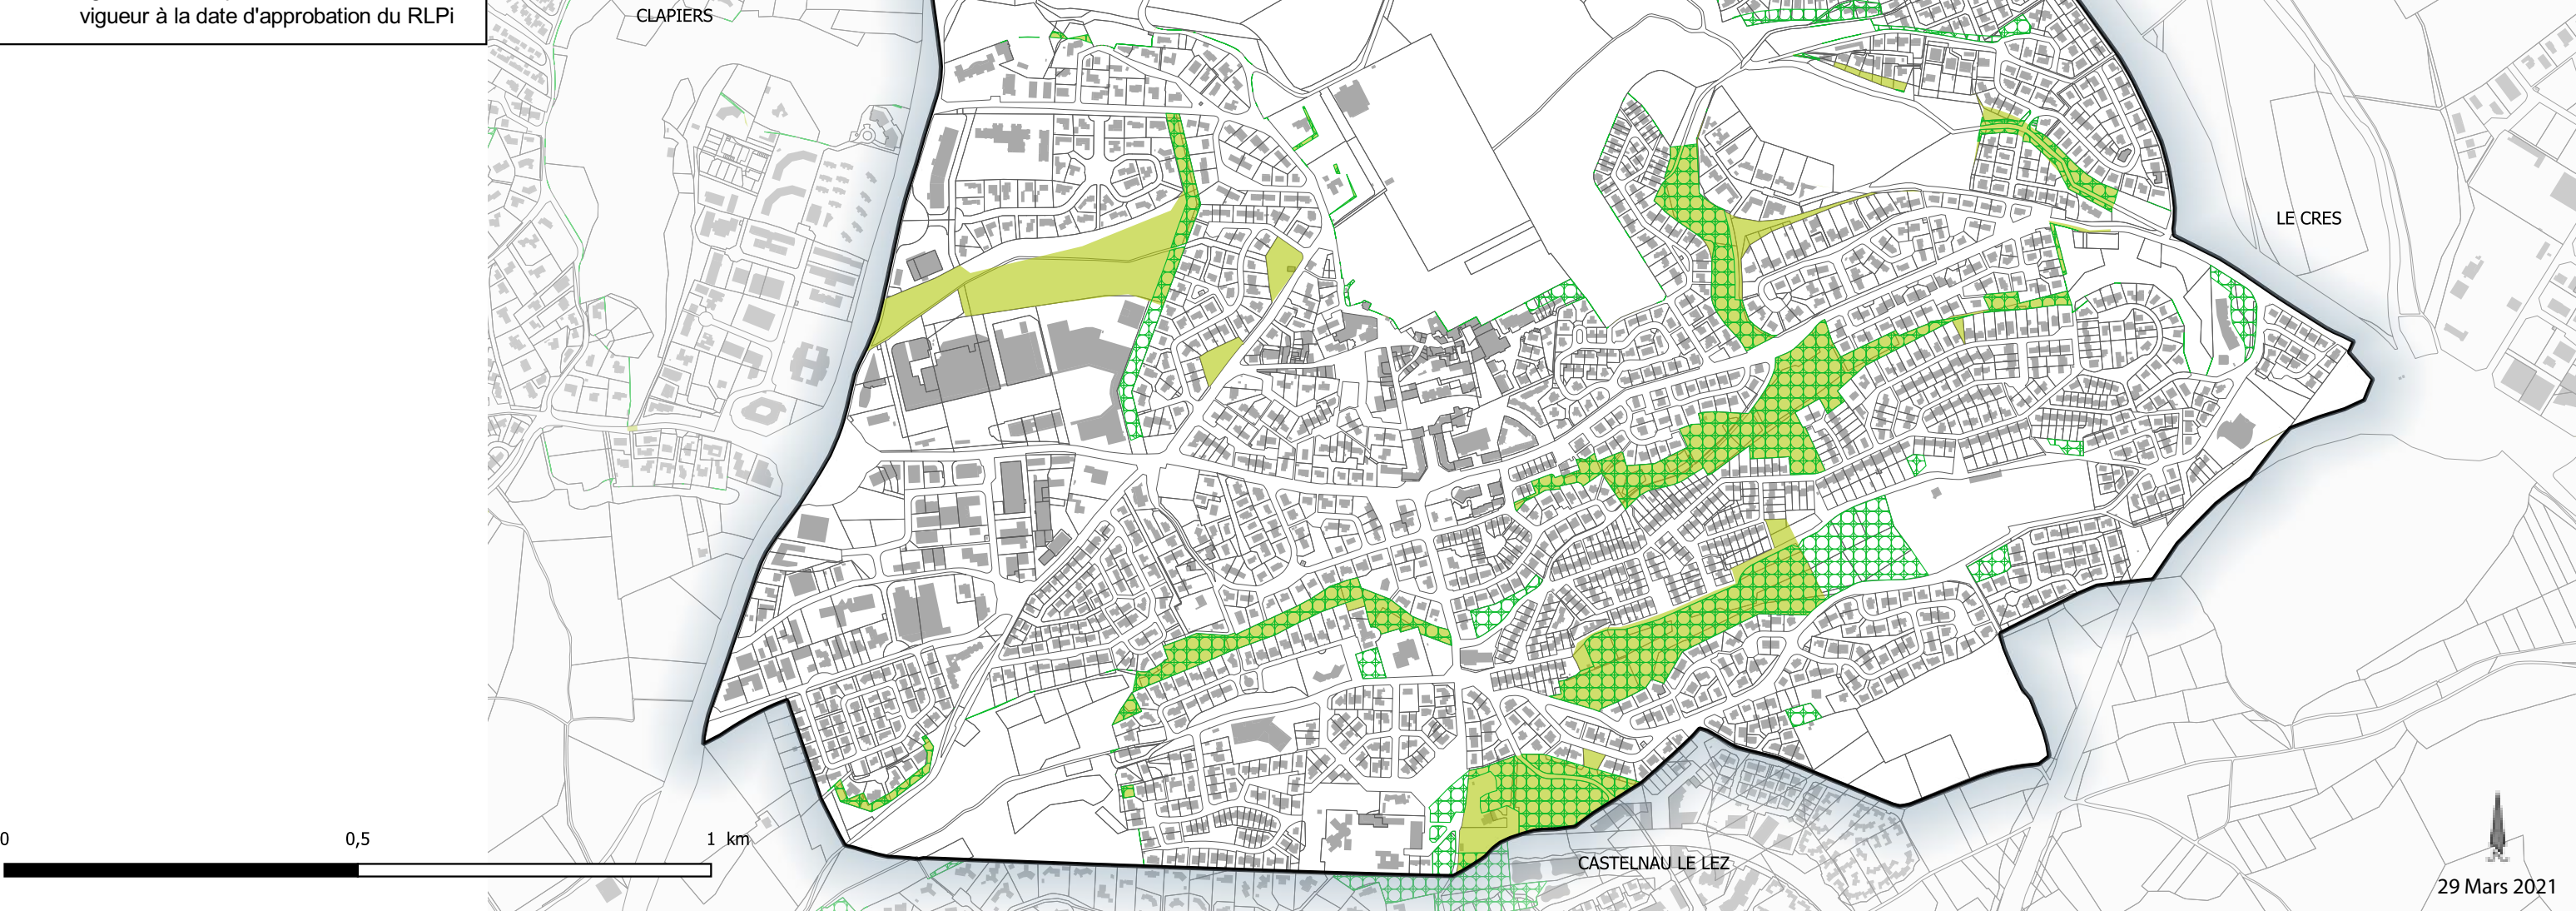 vigueur à la date d'approbation du RLPi
CLAPIERS
LE CRES
0 0,5 1 km
CASTELNAU LE LEZ
29 Mars 2021